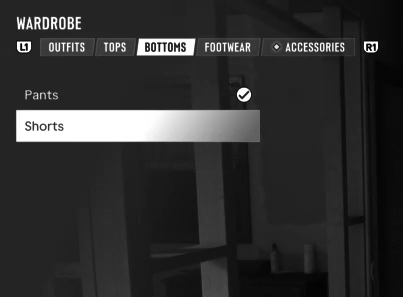 WARDROBE
L1 OUTFITS TOPS BOTTOMS FOOTWEAR ACCESSORIES R1
Pants
Shorts